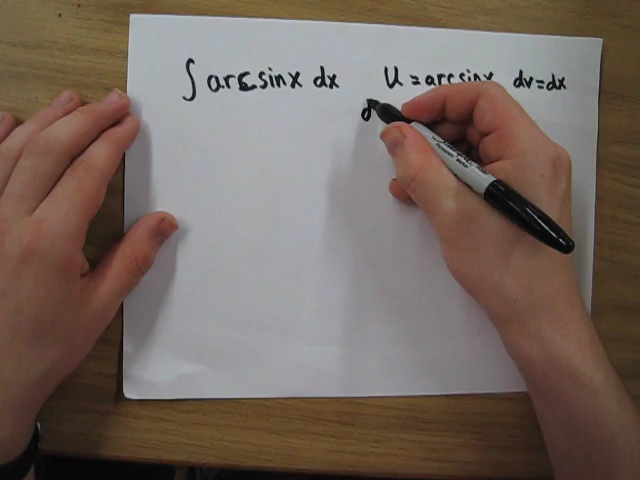 ∫ arcsinx dx u = arcsinx dv = dx
d